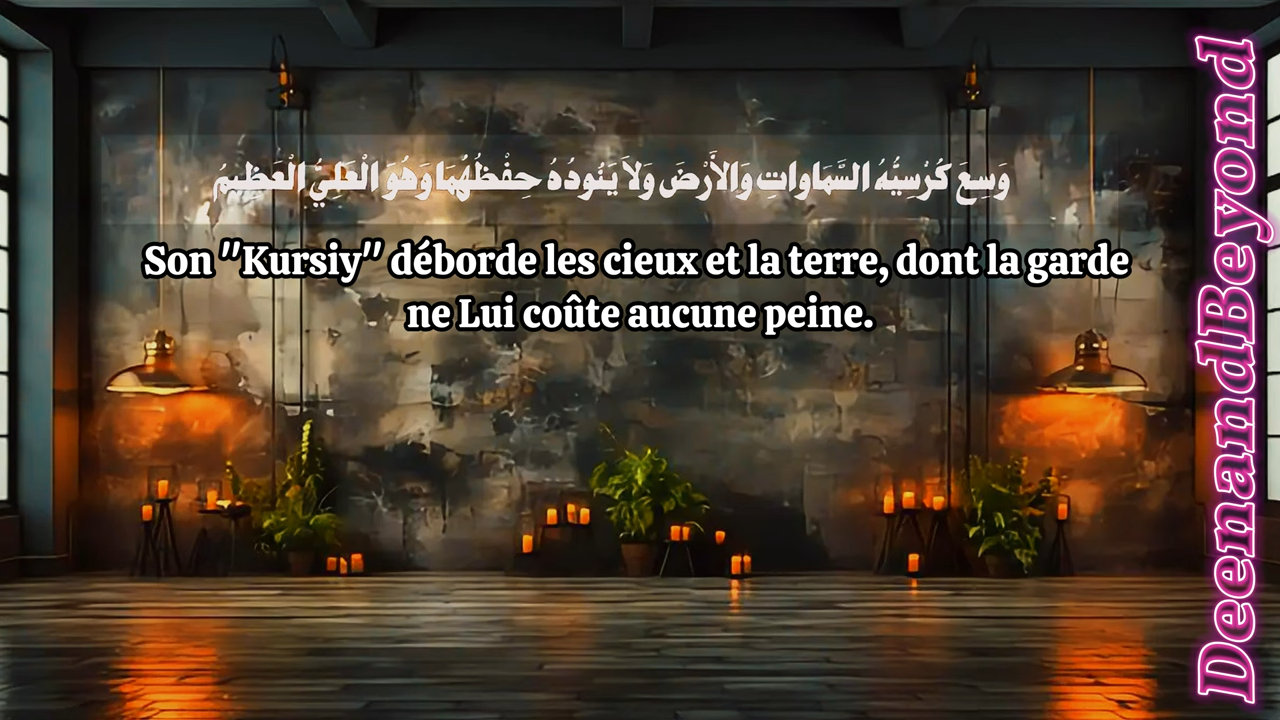 وَسِعَ كُرْسِيُّهُ السَّمَاوَاتِ وَالأَرْضَ وَلاَ يَئُودُهُ حِفْظُهُمَا وَهُوَ الْعَلِيُّ الْعَظِيمُ
Son "Kursiy" déborde les cieux et la terre, dont la garde
ne Lui coûte aucune peine.
DeenandBeyond